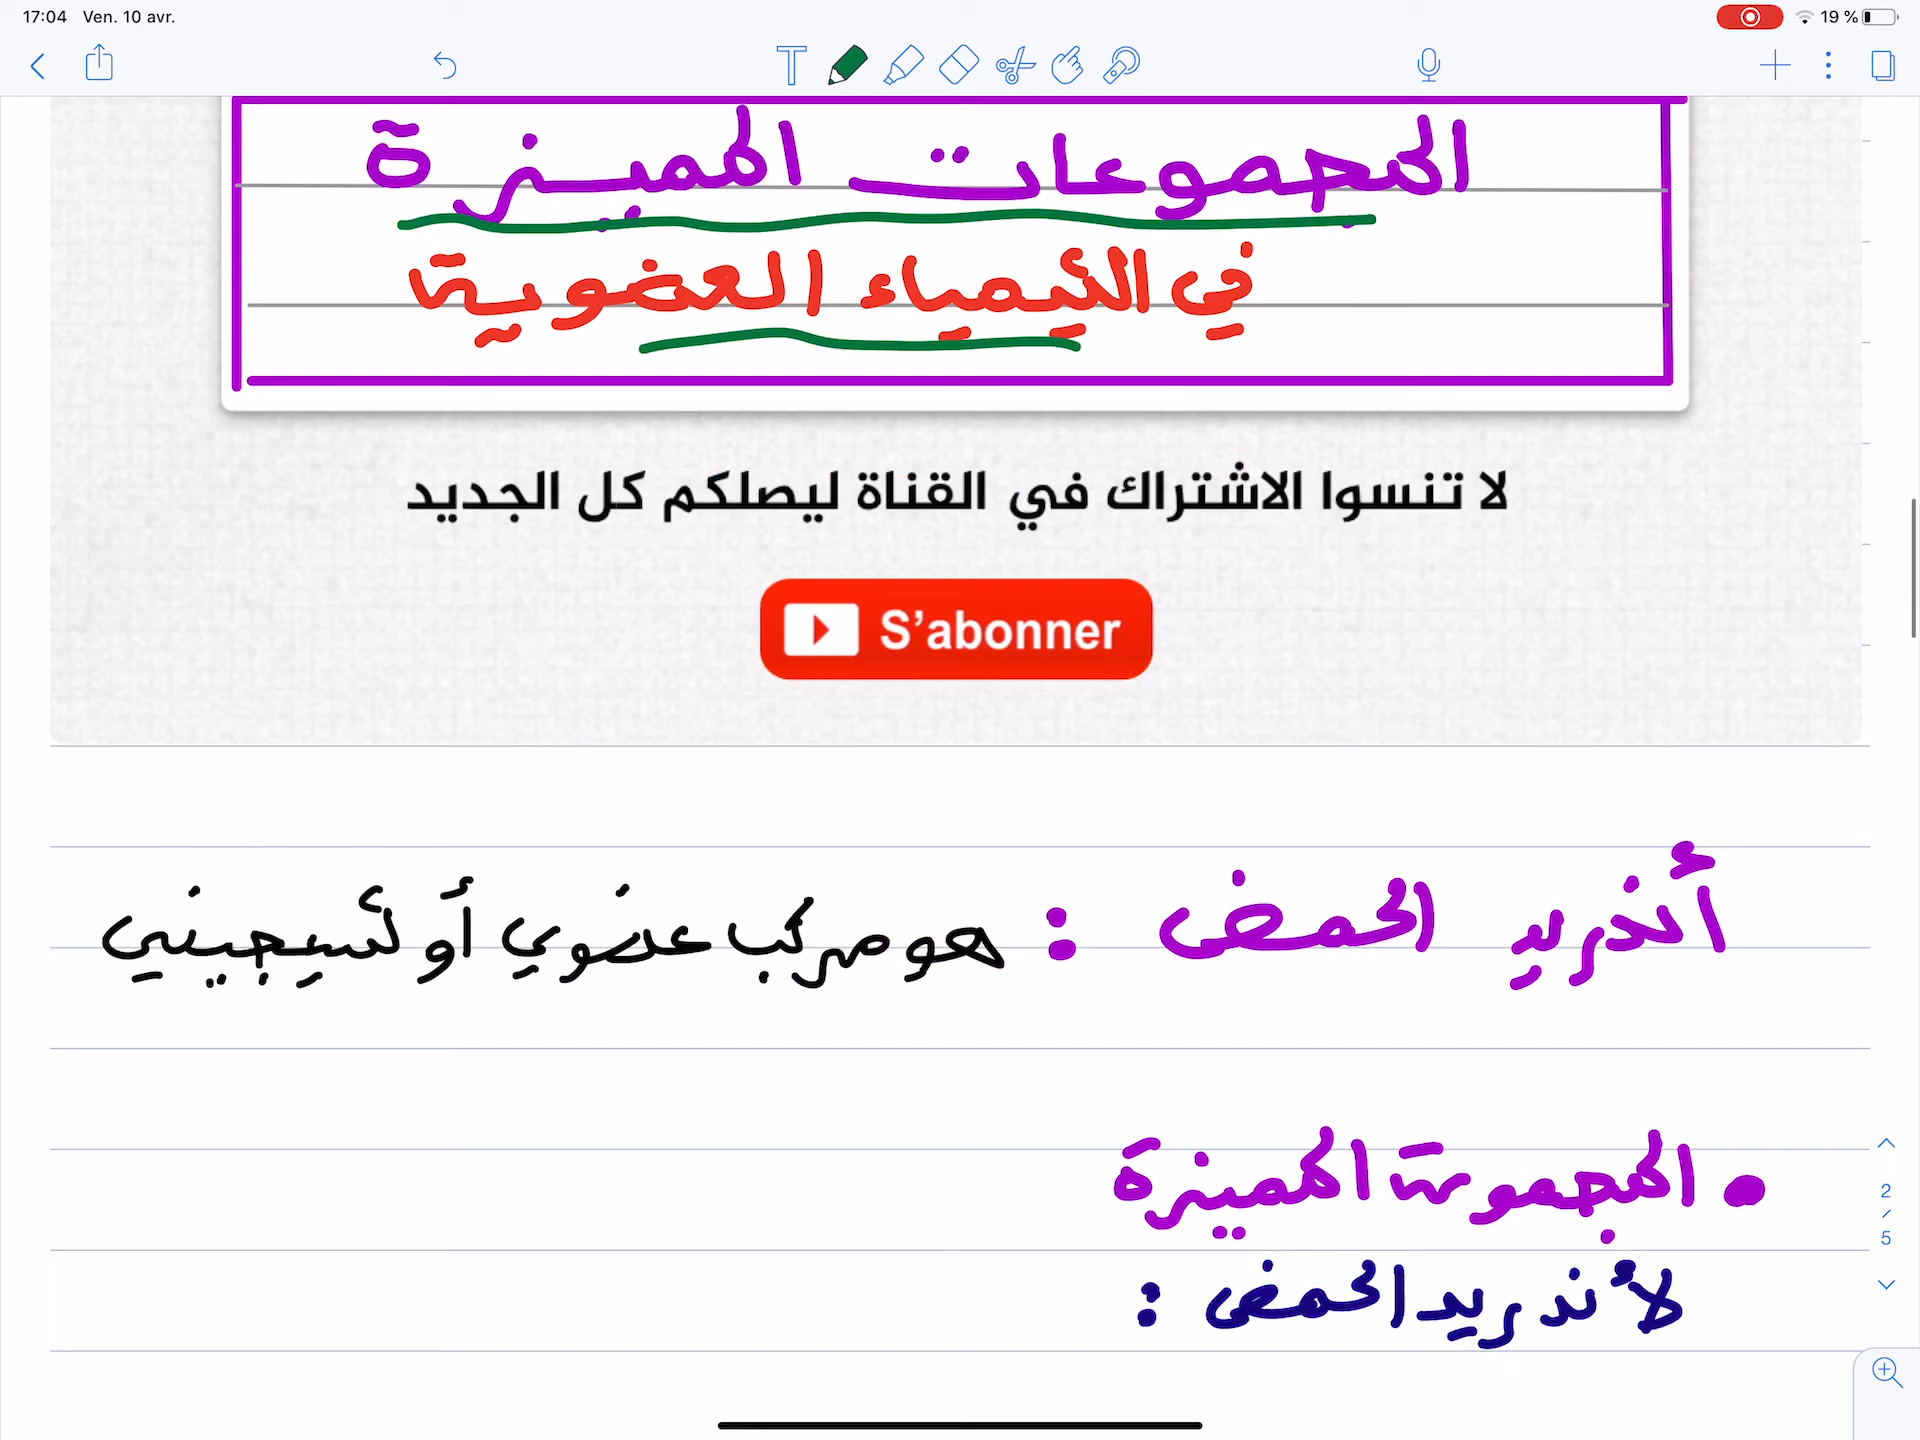 17:04 Ven. 10 avr. 19 %
المجموعات المميزة
في الكيمياء العضوية
لا تنسوا الاشتراك في القناة ليصلكم كل الجديد
S'abonner
أندريد الحمض : هو مركب عضوي أوكسيجيني
• المجموعة المميزة
لأندريد الحمض :
2
5